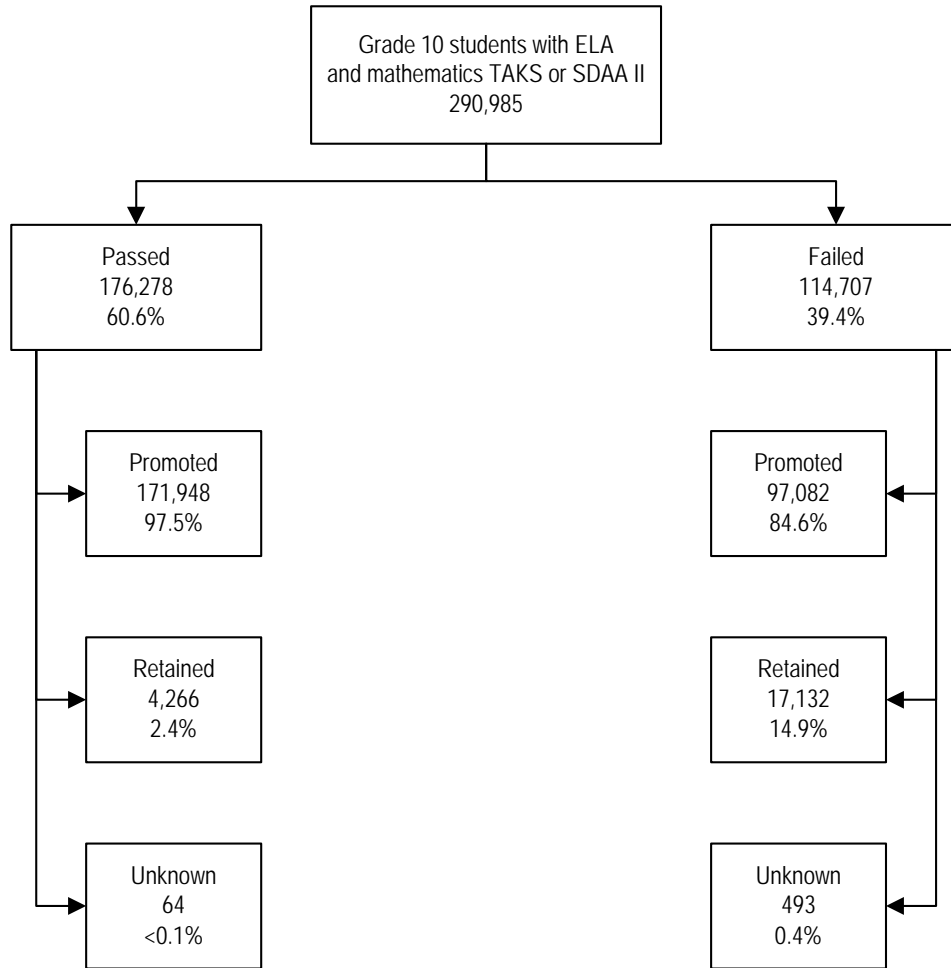 Grade 10 students with ELA
and mathematics TAKS or SDAA II
290,985
Passed
176,278
60.6%
Failed
114,707
39.4%
Promoted
171,948
97.5%
Promoted
97,082
84.6%
Retained
4,266
2.4%
Retained
17,132
14.9%
Unknown
64
<0.1%
Unknown
493
0.4%